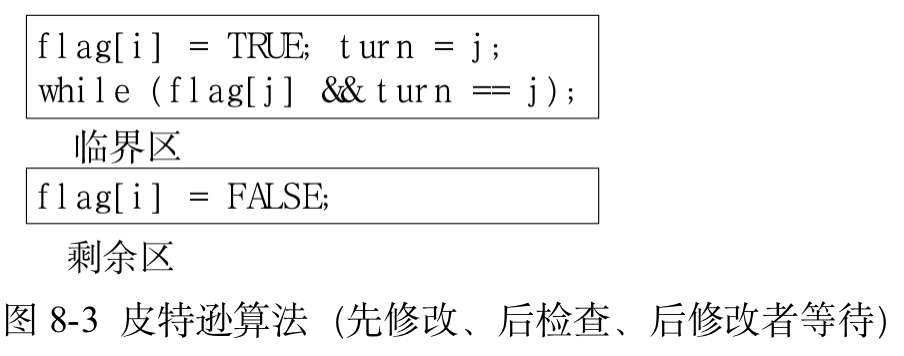 flag[i] = TRUE; turn = j;
while (flag[j] && turn == j);
临界区
flag[i] = FALSE;
剩余区
图 8-3 皮特逊算法 (先修改、后检查、后修改者等待)